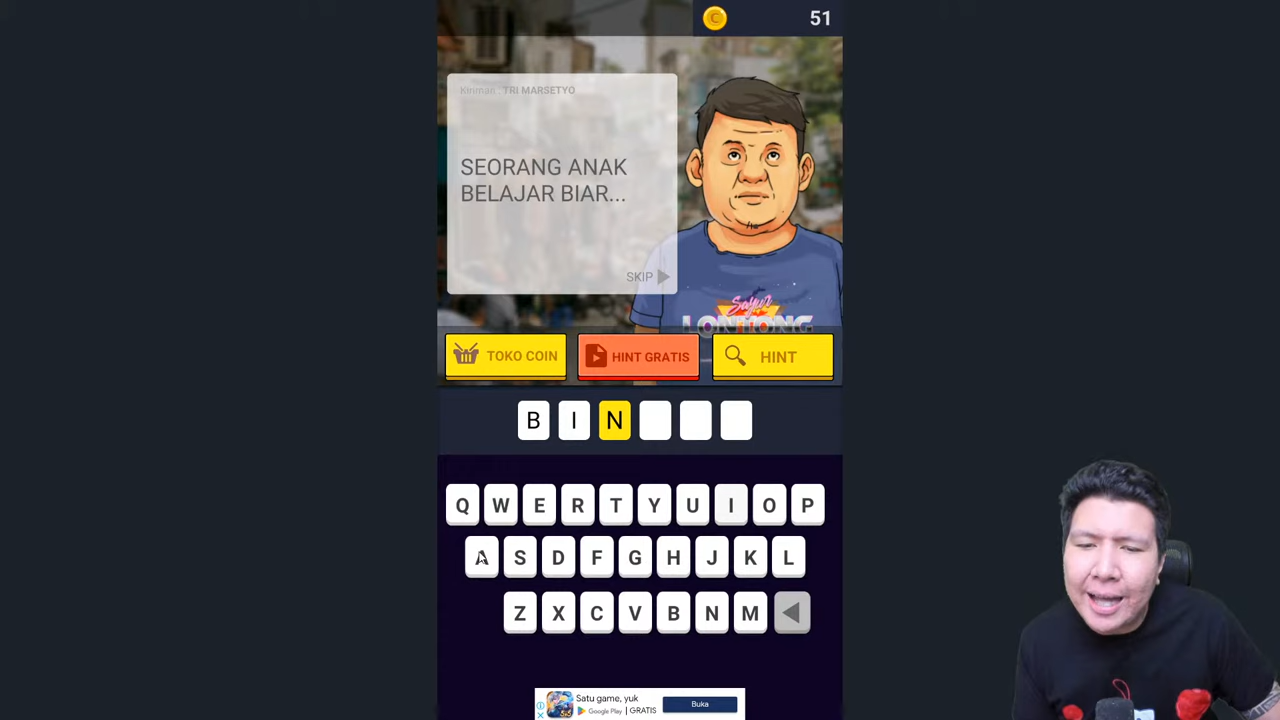 51
Kiriman : TRI MARSETYO
SEORANG ANAK
BELAJAR BIAR...
SKIP
Sayur
LONTONG
TOKO COIN
HINT GRATIS
HINT
B I N
Q W E R T Y U I O P
A S D F G H J K L
Z X C V B N M
Satu game, yuk
Google Play | GRATIS
Buka